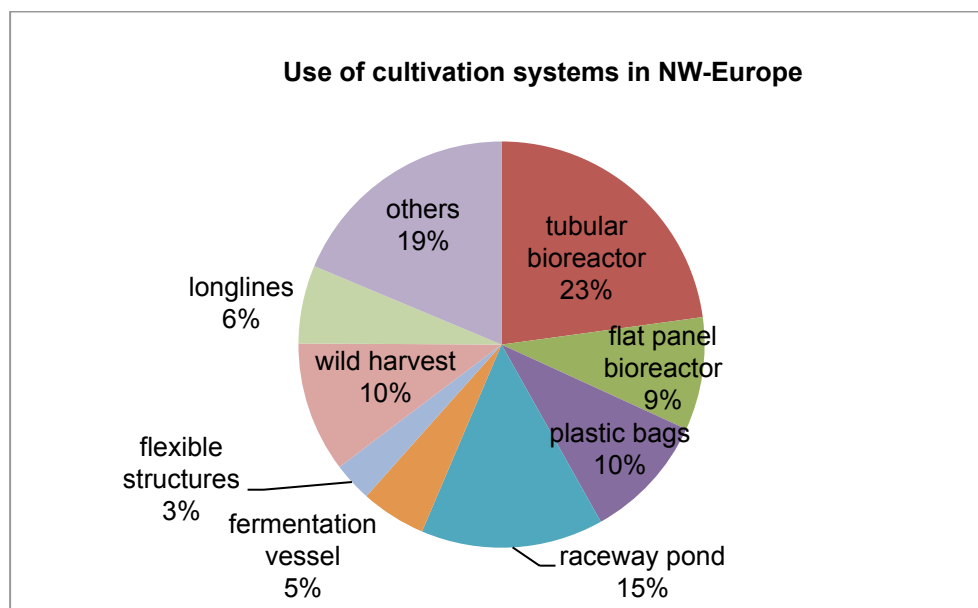 Use of cultivation systems in NW-Europe
tubular
bioreactor
23%
flat panel
bioreactor
9%
plastic bags
10%
raceway pond
15%
fermentation
vessel
5%
flexible
structures
3%
wild harvest
10%
longlines
6%
others
19%